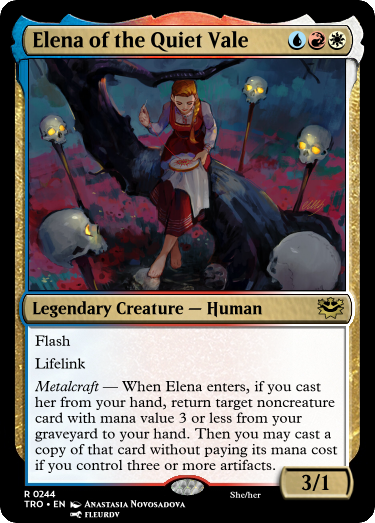 Elena of the Quiet Vale
Legendary Creature — Human
Flash
Lifelink
Metalcraft — When Elena enters, if you cast
her from your hand, return target noncreature
card with mana value 3 or less from your
graveyard to your hand. Then you may cast a
copy of that card without paying its mana cost
if you control three or more artifacts.
3/1
R 0244
TRO • EN Anastasia Novosadova
FLEURDV
She/her